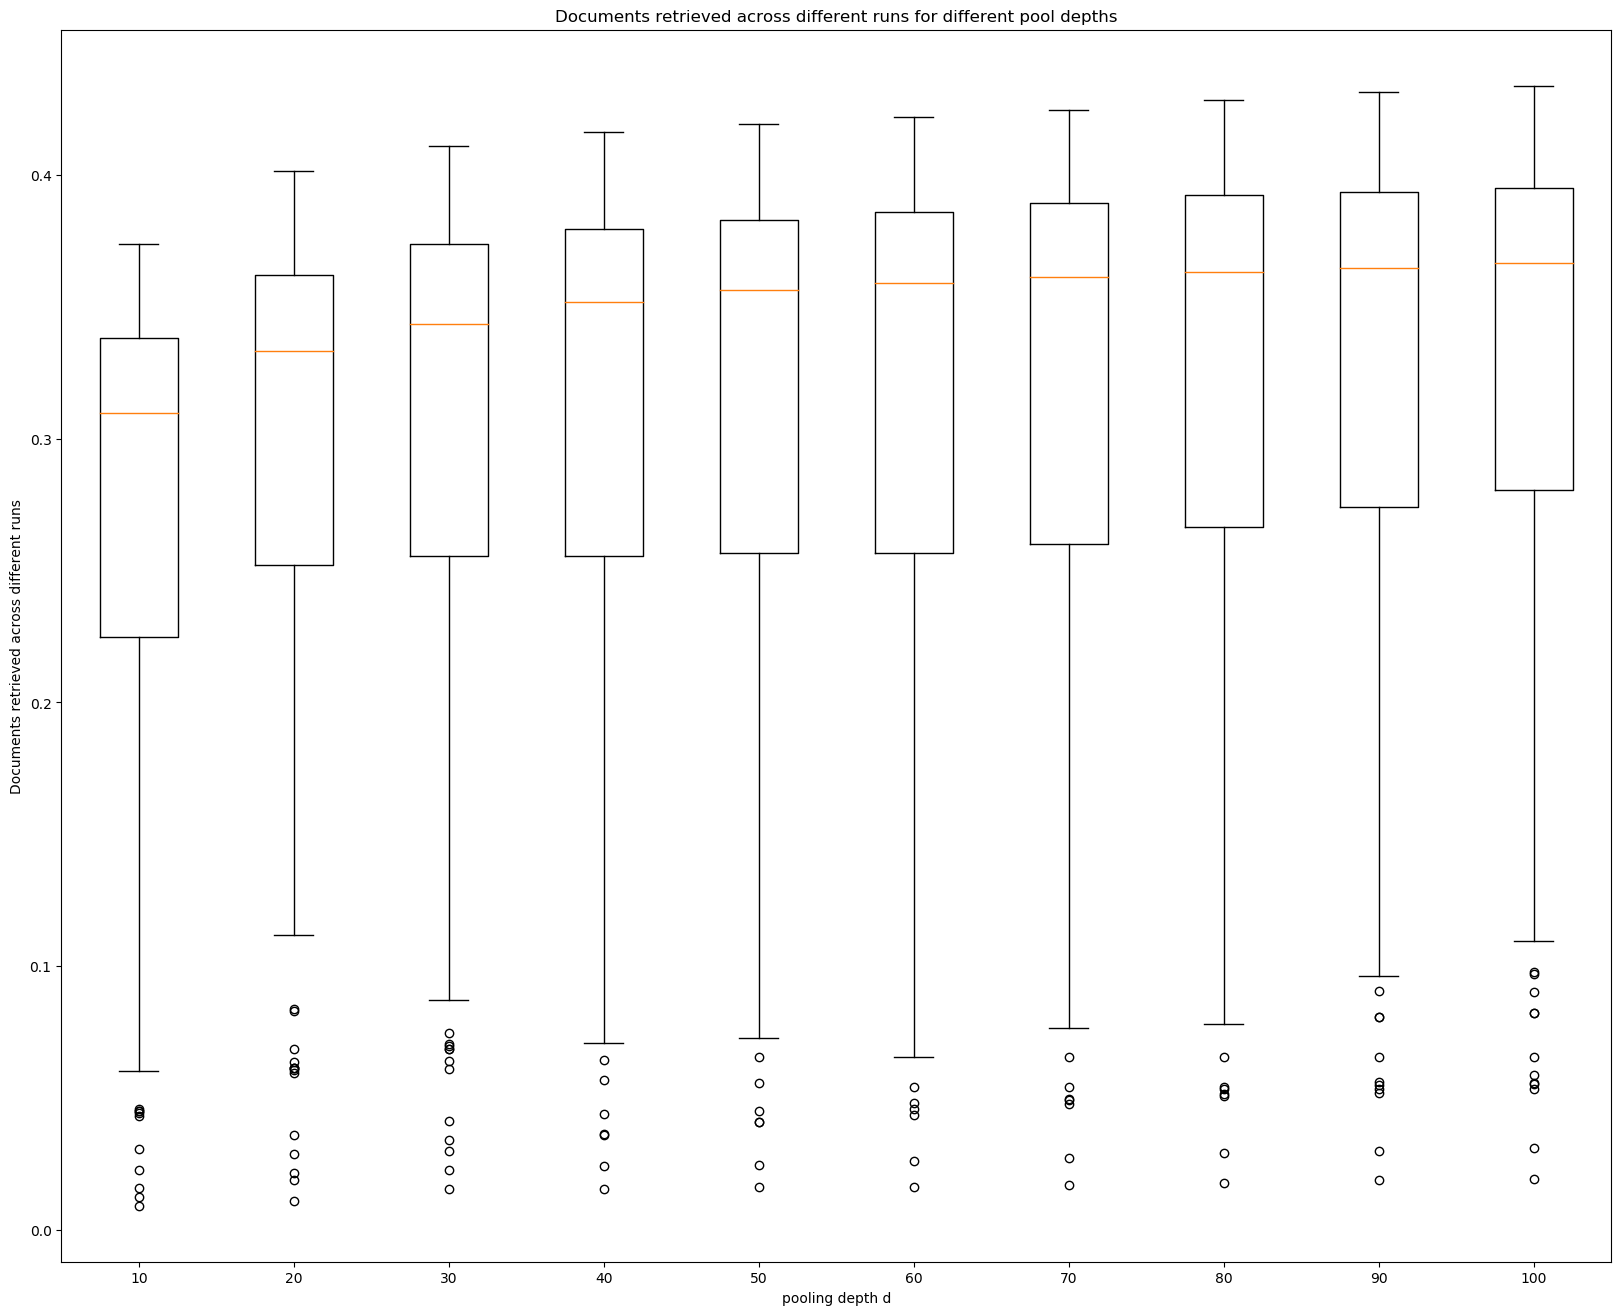 Documents retrieved across different runs for different pool depths
Documents retrieved across different runs
0.4
0.3
0.2
0.1
0.0
10 20 30 40 50 60 70 80 90 100
pooling depth d